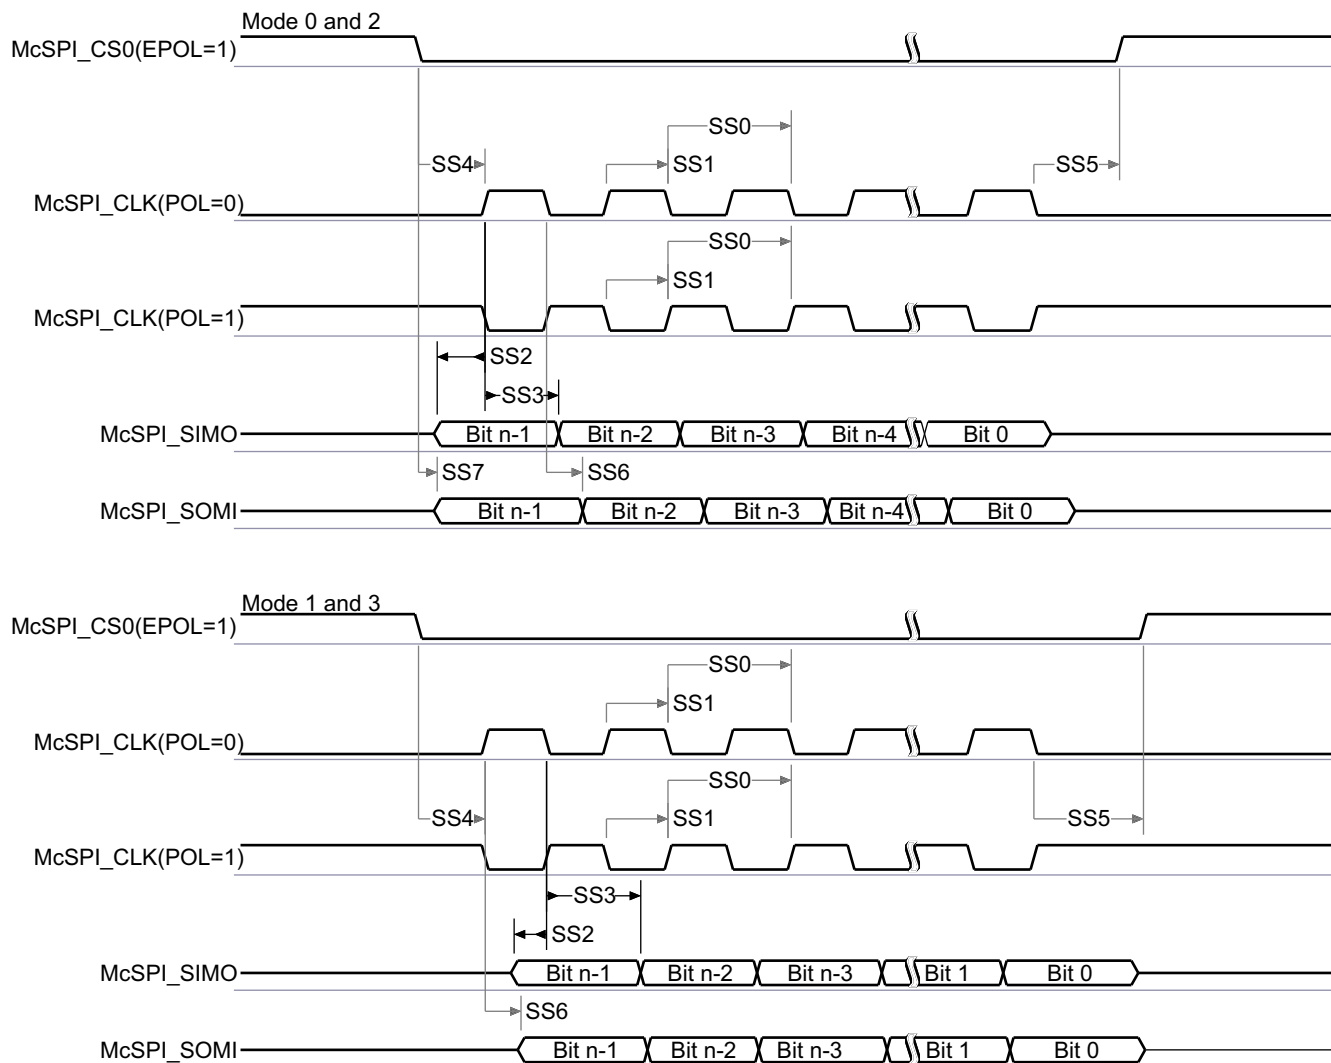 Mode 0 and 2
McSPI_CS0(EPOL=1)
SS0
SS4 SS1 SS5
McSPI_CLK(POL=0)
SS0
SS1
McSPI_CLK(POL=1)
SS2
SS3
McSPI_SIMO Bit n-1 Bit n-2 Bit n-3 Bit n-4 Bit 0
SS7 SS6
McSPI_SOMI Bit n-1 Bit n-2 Bit n-3 Bit n-4 Bit 0
Mode 1 and 3
McSPI_CS0(EPOL=1)
SS0
SS1
McSPI_CLK(POL=0)
SS0
SS4 SS1 SS5
McSPI_CLK(POL=1)
SS3
SS2
McSPI_SIMO Bit n-1 Bit n-2 Bit n-3 Bit 1 Bit 0
SS6
McSPI_SOMI Bit n-1 Bit n-2 Bit n-3 Bit 1 Bit 0